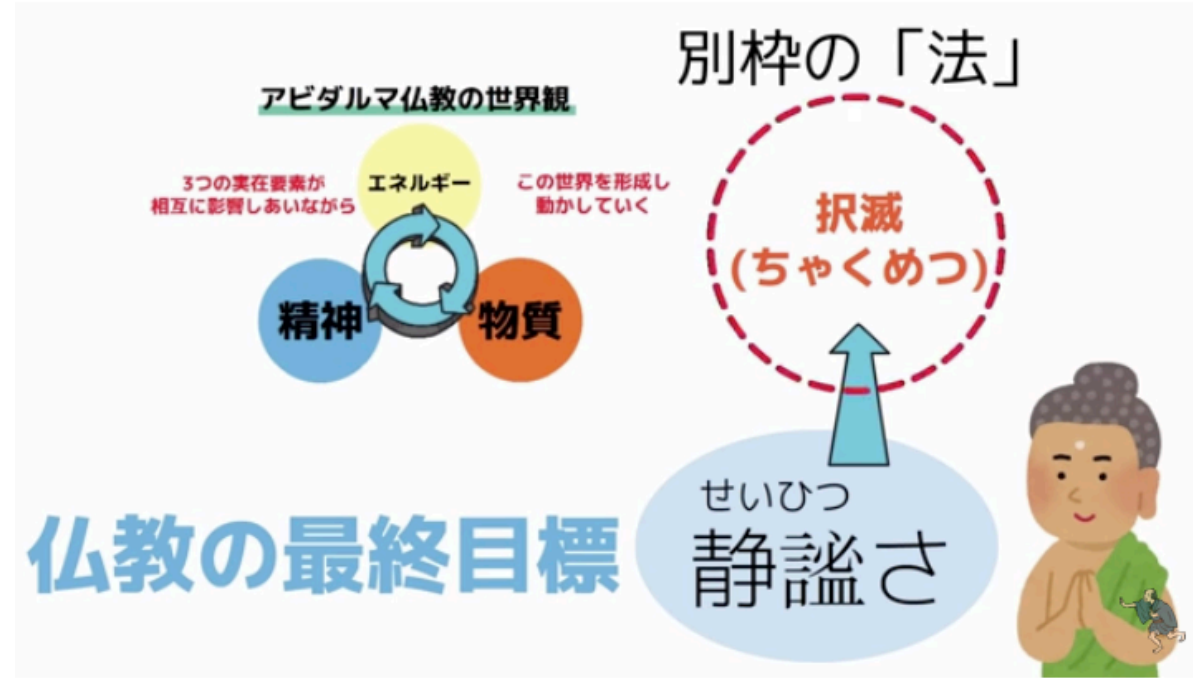 別枠の「法」
アビダルマ仏教の世界観
3つの実在要素が
相互に影響しあいながら
エネルギー
この世界を形成し
動かしていく
精神
物質
択滅
(ちゃくめつ)
仏教の最終目標
せいひつ
静謐さ